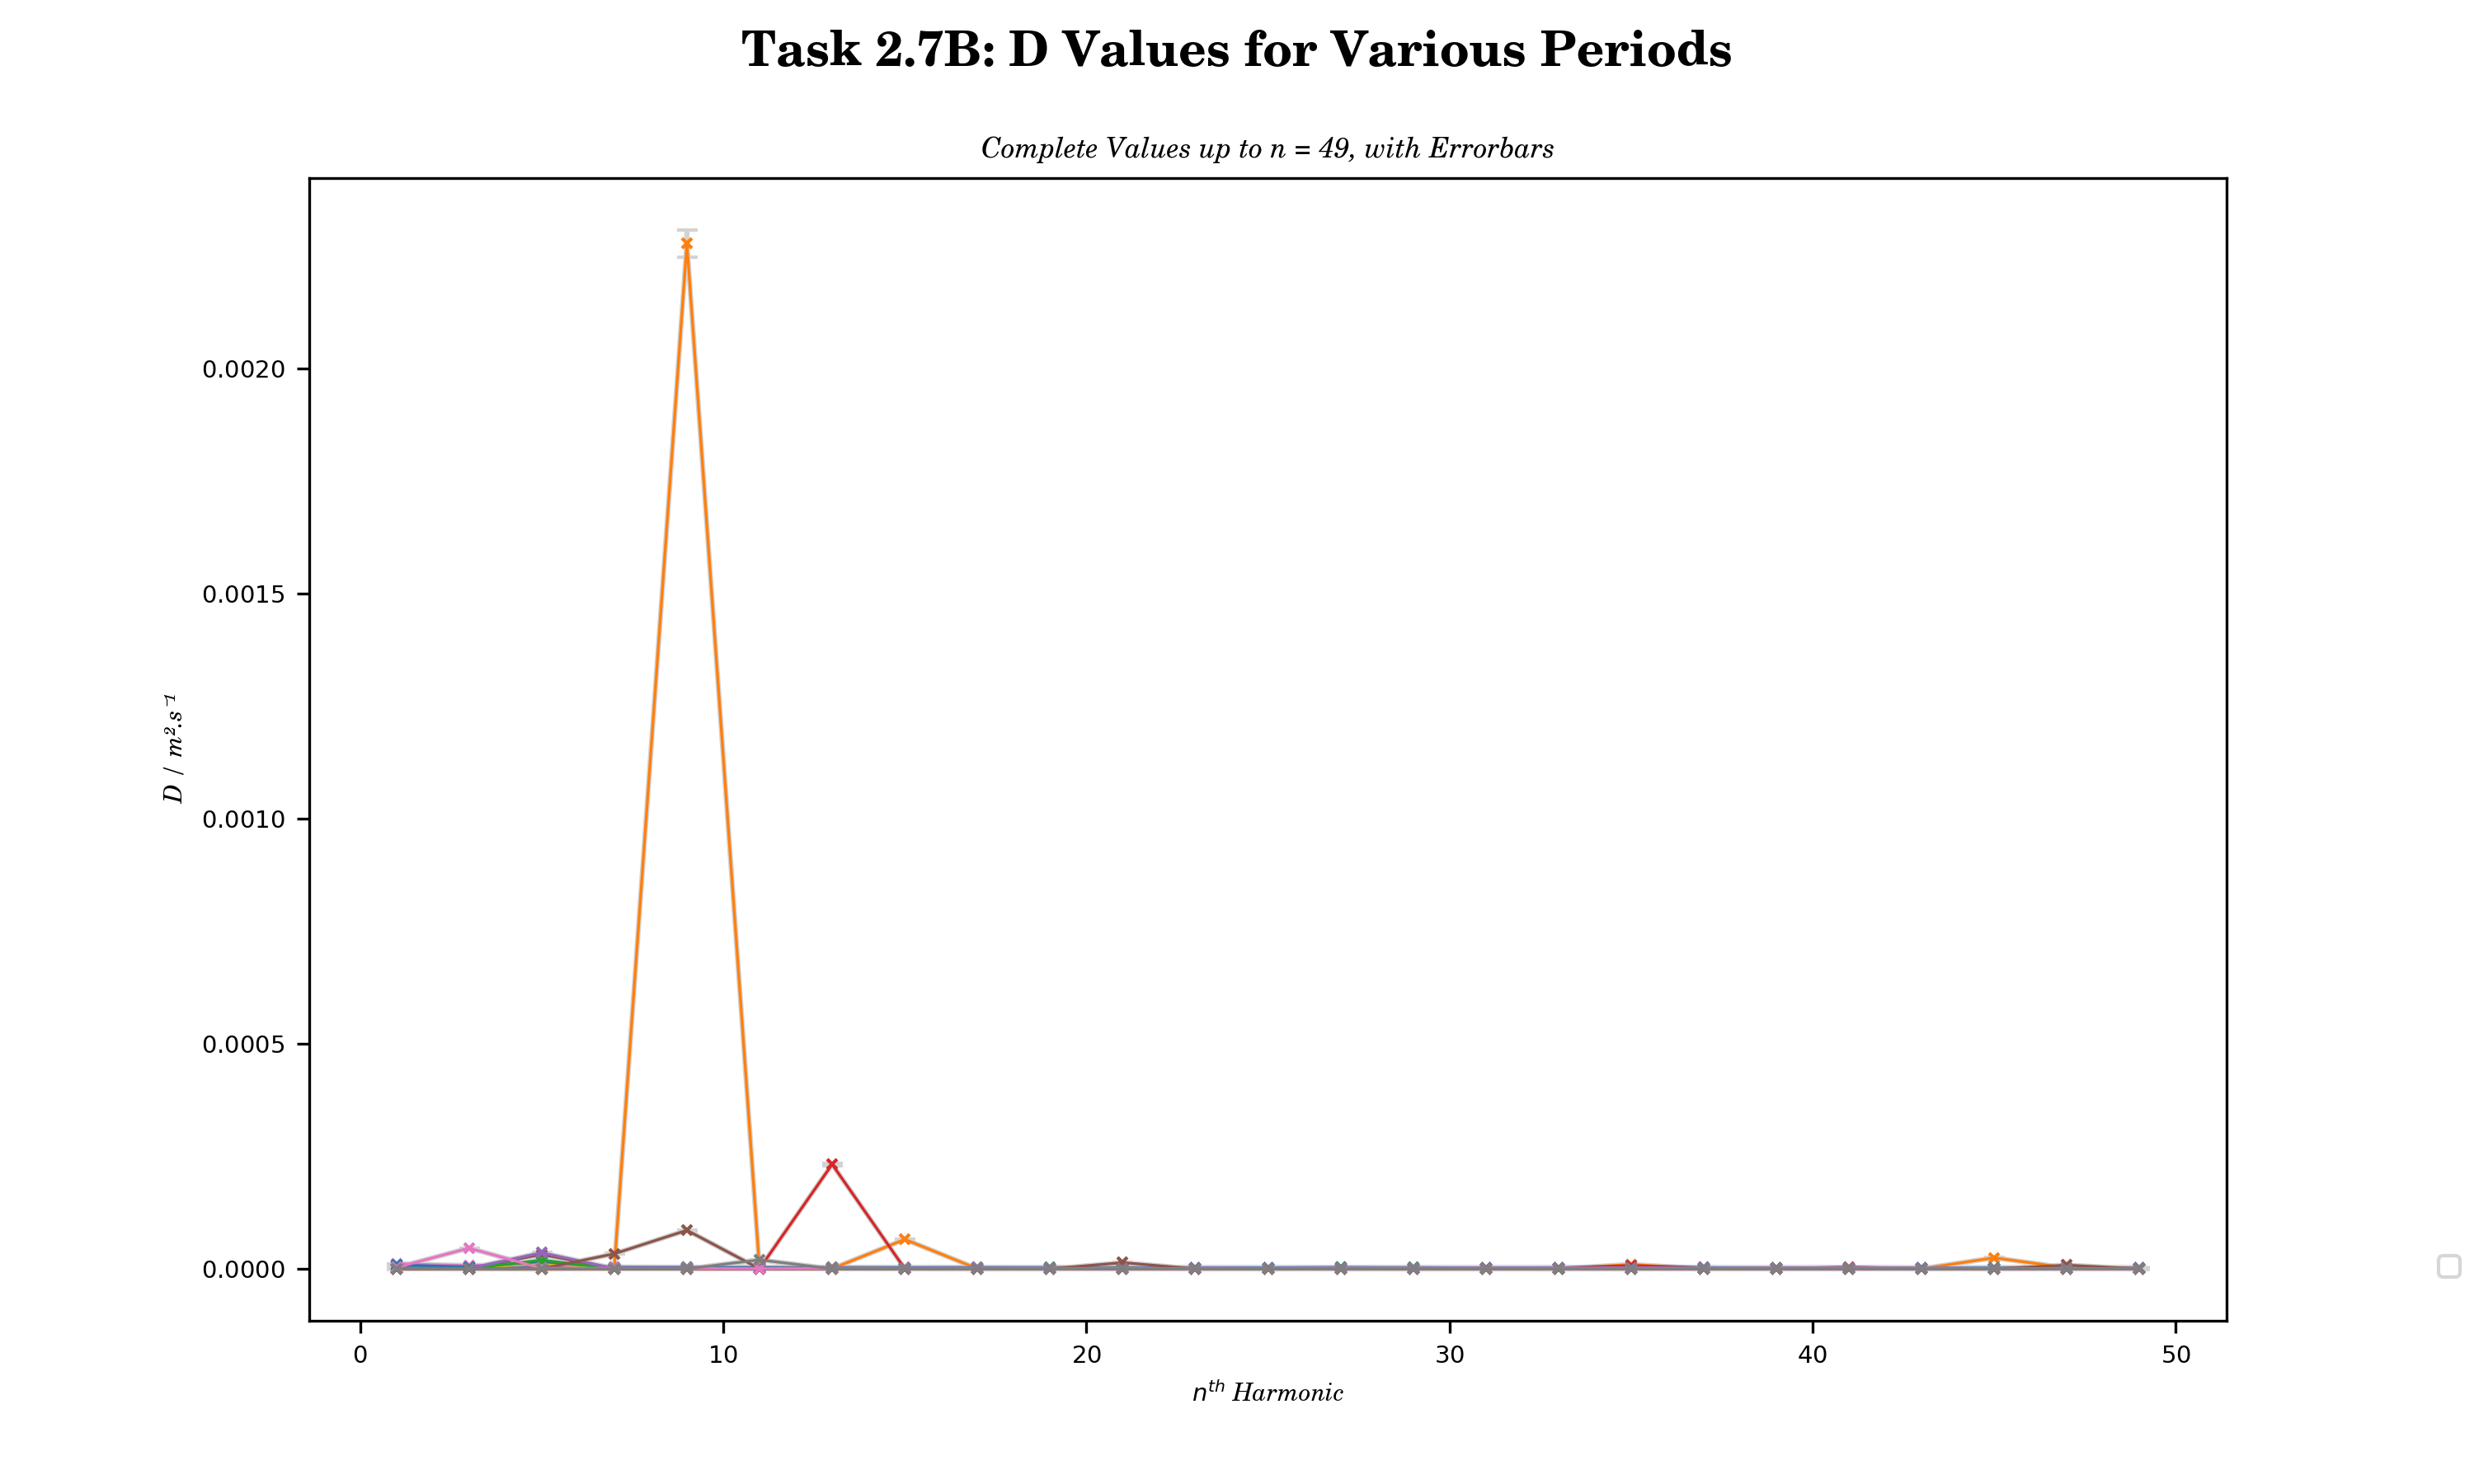 Task 2.7B: D Values for Various Periods
Complete Values up to n = 49, with Errorbars
0.0020
0.0015
0.0010
0.0005
0.0000
D / m².s⁻¹
0 10 20 30 40 50
nᵗʰ Harmonic